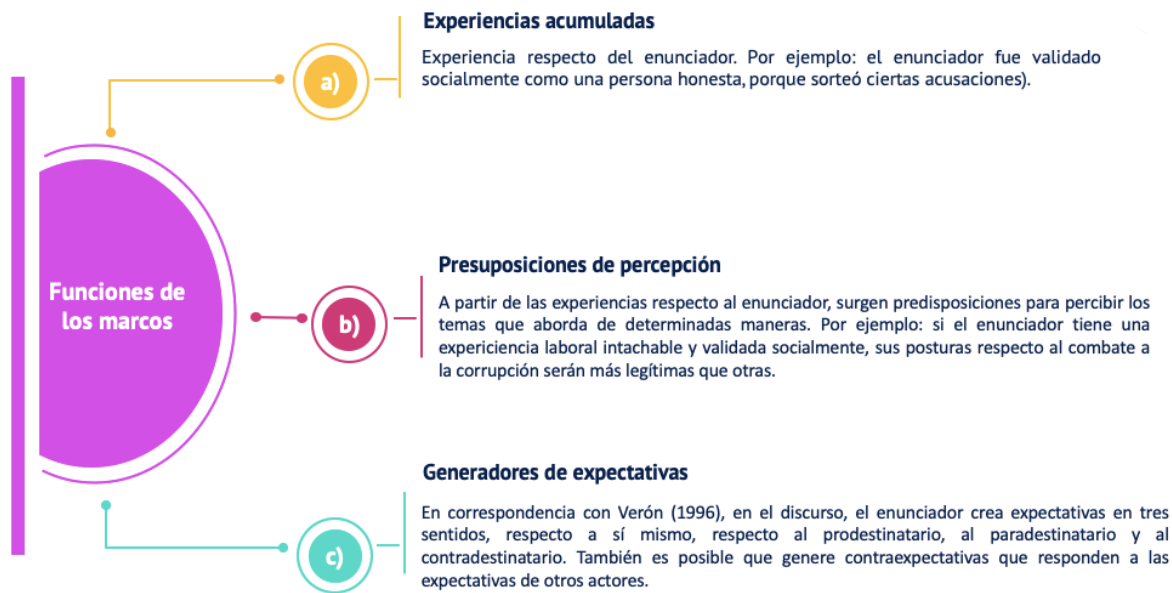 Experiencias acumuladas
a)
Experiencia respecto del enunciador. Por ejemplo: el enunciador fue validado
socialmente como una persona honesta, porque sorteó ciertas acusaciones).
Funciones de
los marcos
Presuposiciones de percepción
b)
A partir de las experiencias respecto al enunciador, surgen predisposiciones para percibir los
temas que aborda de determinadas maneras. Por ejemplo: si el enunciador tiene una
expericiencia laboral intachable y validada socialmente, sus posturas respecto al combate a
la corrupción serán más legítimas que otras.
Generadores de expectativas
c)
En correspondencia con Verón (1996), en el discurso, el enunciador crea expectativas en tres
sentidos, respecto a sí mismo, respecto al prodestinatario, al paradestinatario y al
contradestinatario. También es posible que genere contraexpectativas que responden a las
expectativas de otros actores.